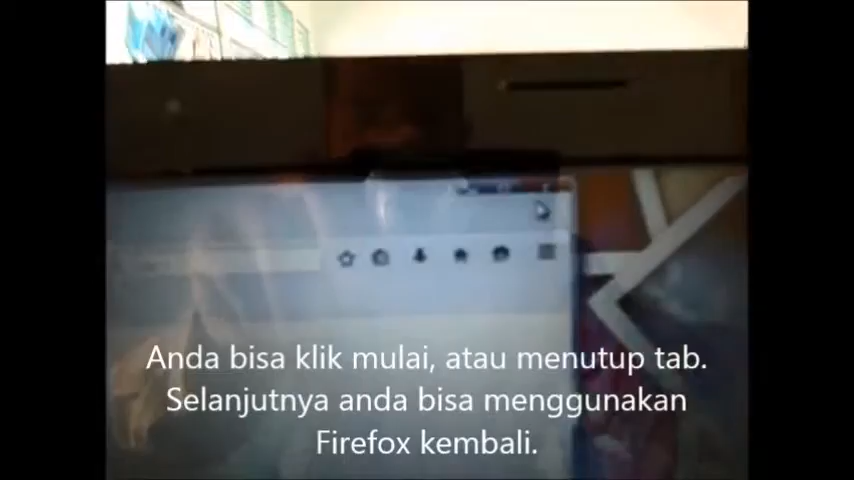 Anda bisa klik mulai, atau menutup tab.
Selanjutnya anda bisa menggunakan
Firefox kembali.